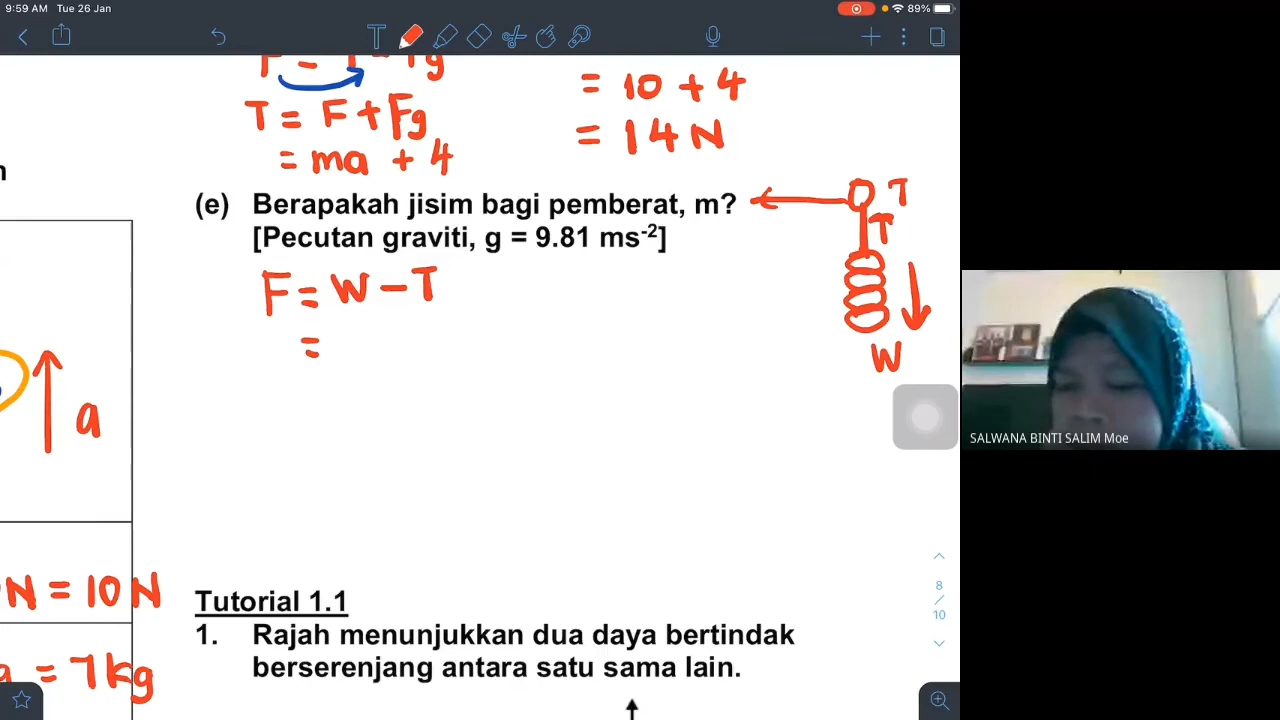 9:59 AM Tue 26 Jan
89%
T = F + Fg
= ma + 4
= 10 + 4
= 14 N
(e) Berapakah jisim bagi pemberat, m?
[Pecutan graviti, g = 9.81 ms-2]
T
T
W
F = W - T
=
a
N = 10 N
= 7 kg
Tutorial 1.1
1. Rajah menunjukkan dua daya bertindak
berserenjang antara satu sama lain.
8
/
10
SALWANA BINTI SALIM Moe